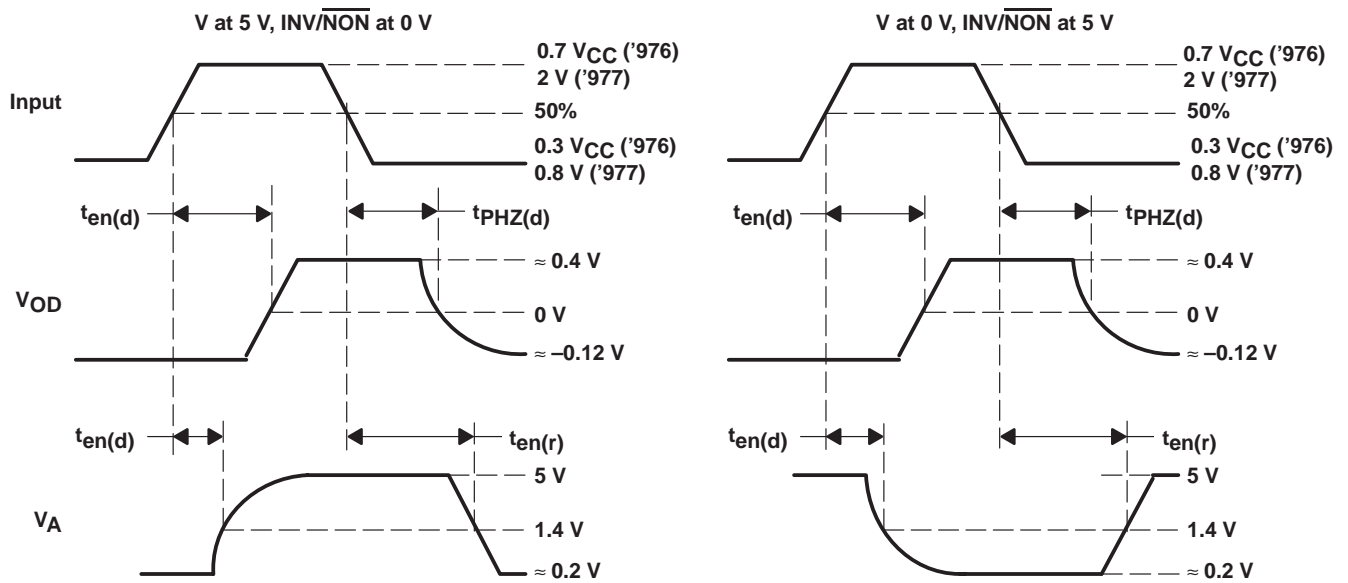 V at 5 V, INV/NON at 0 V
0.7 VCC ('976)
2 V ('977)
Input
50%
0.3 VCC ('976)
0.8 V ('977)
ten(d)
tPHZ(d)
≈ 0.4 V
VOD
0 V
≈ –0.12 V
ten(d)
ten(r)
5 V
VA
1.4 V
≈ 0.2 V
V at 0 V, INV/NON at 5 V
0.7 VCC ('976)
2 V ('977)
50%
0.3 VCC ('976)
0.8 V ('977)
ten(d)
tPHZ(d)
≈ 0.4 V
0 V
≈ –0.12 V
ten(d)
ten(r)
5 V
1.4 V
≈ 0.2 V